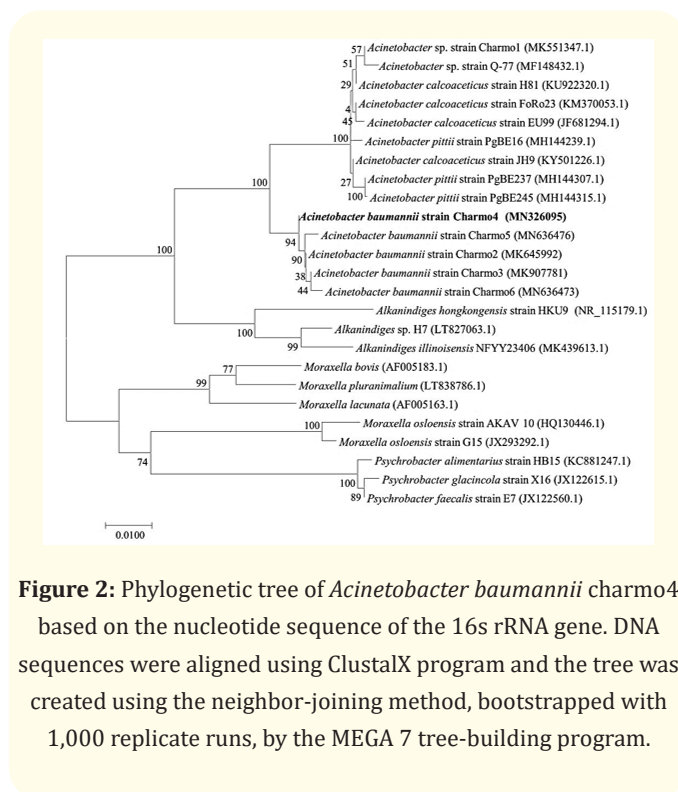 57 Acinetobacter sp. strain Charmo1 (MK551347.1)
51 Acinetobacter sp. strain Q-77 (MF148432.1)
29 Acinetobacter calcoaceticus strain H81 (KU922320.1)
4 Acinetobacter calcoaceticus strain FoRo23 (KM370053.1)
45 Acinetobacter calcoaceticus strain EU99 (JF681294.1)
100 Acinetobacter pittii strain PgBE16 (MH144239.1)
Acinetobacter calcoaceticus strain JH9 (KY501226.1)
27 Acinetobacter pittii strain PgBE237 (MH144307.1)
100 Acinetobacter pittii strain PgBE245 (MH144315.1)
100
Acinetobacter baumannii strain Charmo4 (MN326095)
94 Acinetobacter baumannii strain Charmo5 (MN636476)
100
90 Acinetobacter baumannii strain Charmo2 (MK645992)
38 Acinetobacter baumannii strain Charmo3 (MK907781)
44 Acinetobacter baumannii strain Charmo6 (MN636473)
Alkanindiges hongkongensis strain HKU9 (NR_115179.1)
100 Alkanindiges sp. H7 (LT827063.1)
99 Alkanindiges illinoisensis NFYY23406 (MK439613.1)
77 Moraxella bovis (AF005183.1)
99 Moraxella pluranimalium (LT838786.1)
Moraxella lacunata (AF005163.1)
100 Moraxella osloensis strain AKAV 10 (HQ130446.1)
Moraxella osloensis strain G15 (JX293292.1)
74 Psychrobacter alimentarius strain HB15 (KC881247.1)
100 Psychrobacter glacincola strain X16 (JX122615.1)
89 Psychrobacter faecalis strain E7 (JX122560.1)
0.0100
Figure 2: Phylogenetic tree of Acinetobacter baumannii charmo4
based on the nucleotide sequence of the 16s rRNA gene. DNA
sequences were aligned using ClustalX program and the tree was
created using the neighbor-joining method, bootstrapped with
1,000 replicate runs, by the MEGA 7 tree-building program.